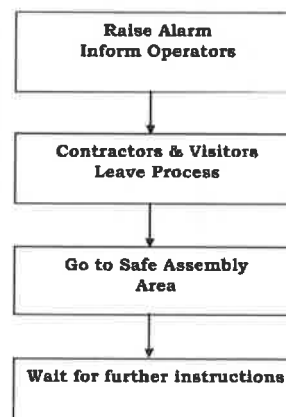 Raise Alarm
Inform Operators
Contractors & Visitors
Leave Process
Go to Safe Assembly
Area
Wait for further instructions